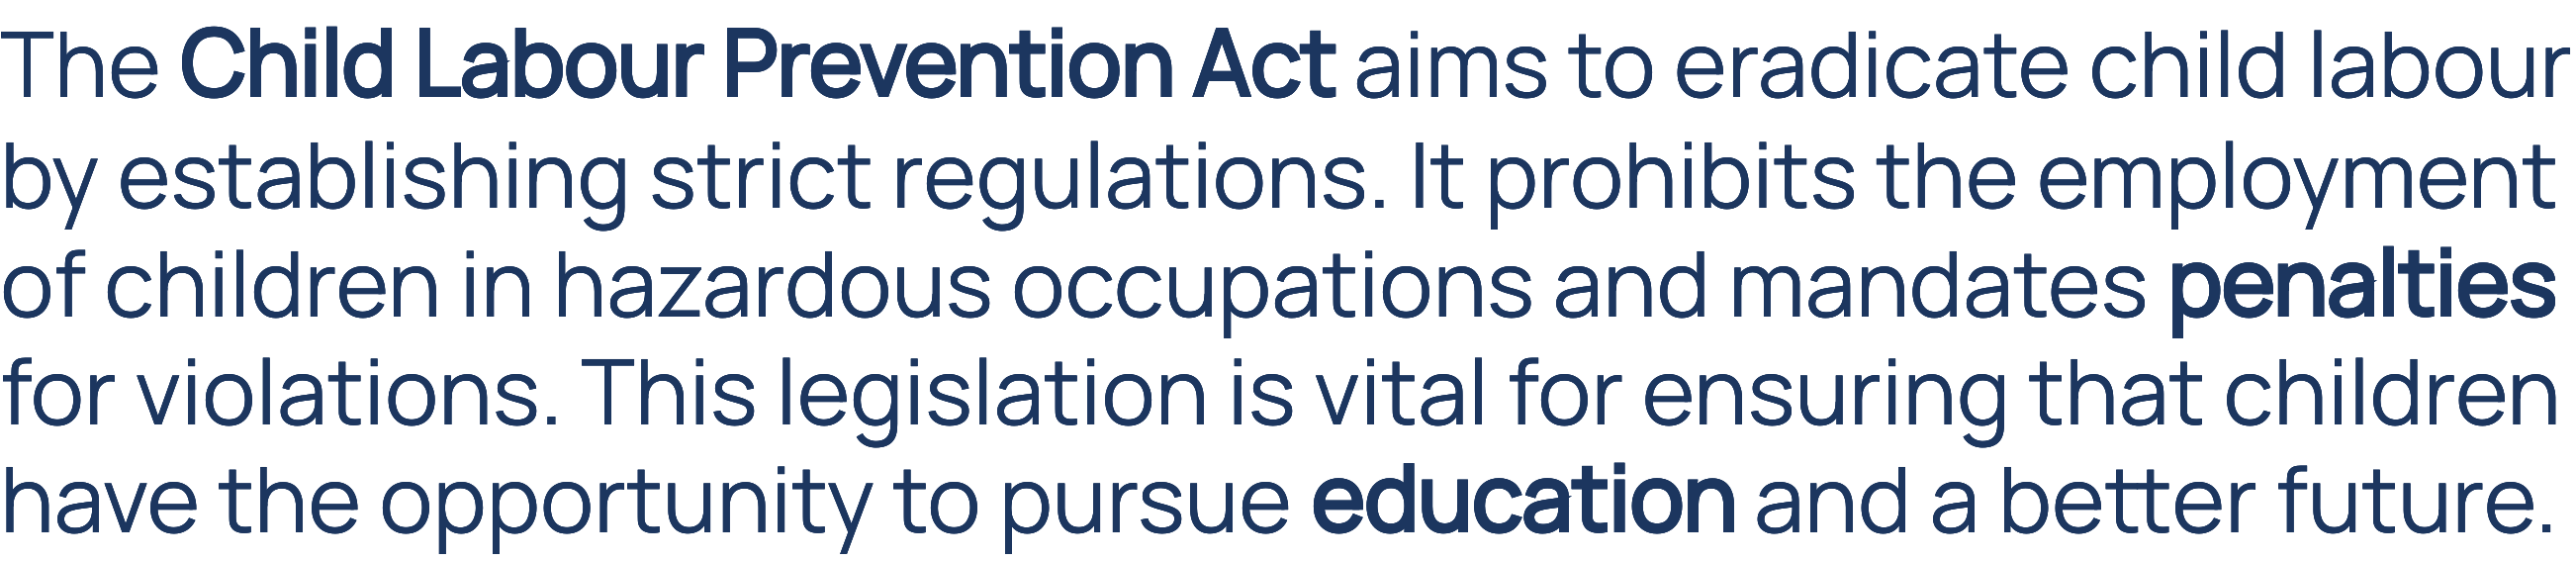 The Child Labour Prevention Act aims to eradicate child labour
by establishing strict regulations. It prohibits the employment
of children in hazardous occupations and mandates penalties
for violations. This legislation is vital for ensuring that children
have the opportunity to pursue education and a better future.